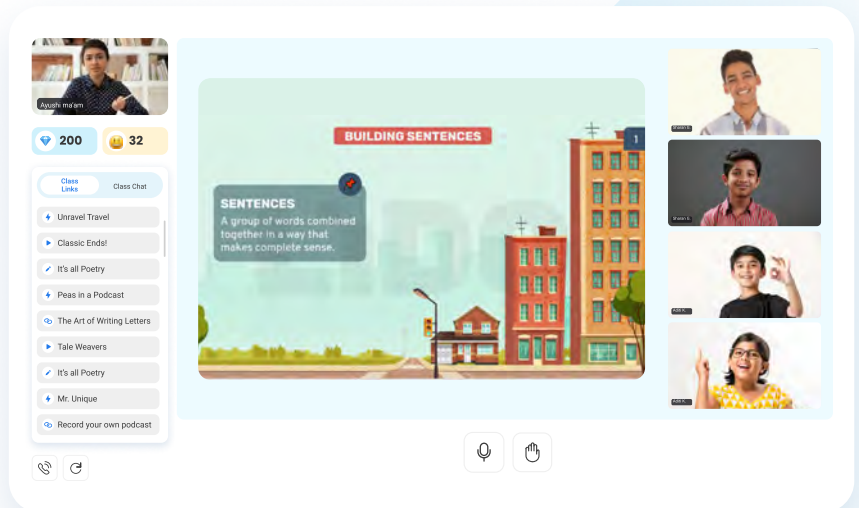 Ayushi ma'am
200
32
Class
Links
Class Chat
Unravel Travel
Classic Ends!
It's all Poetry
Peas in a Podcast
The Art of Writing Letters
Tale Weavers
It's all Poetry
Mr. Unique
Record your own podcast
BUILDING SENTENCES
1
SENTENCES
A group of words combined
together in a way that
makes complete sense.